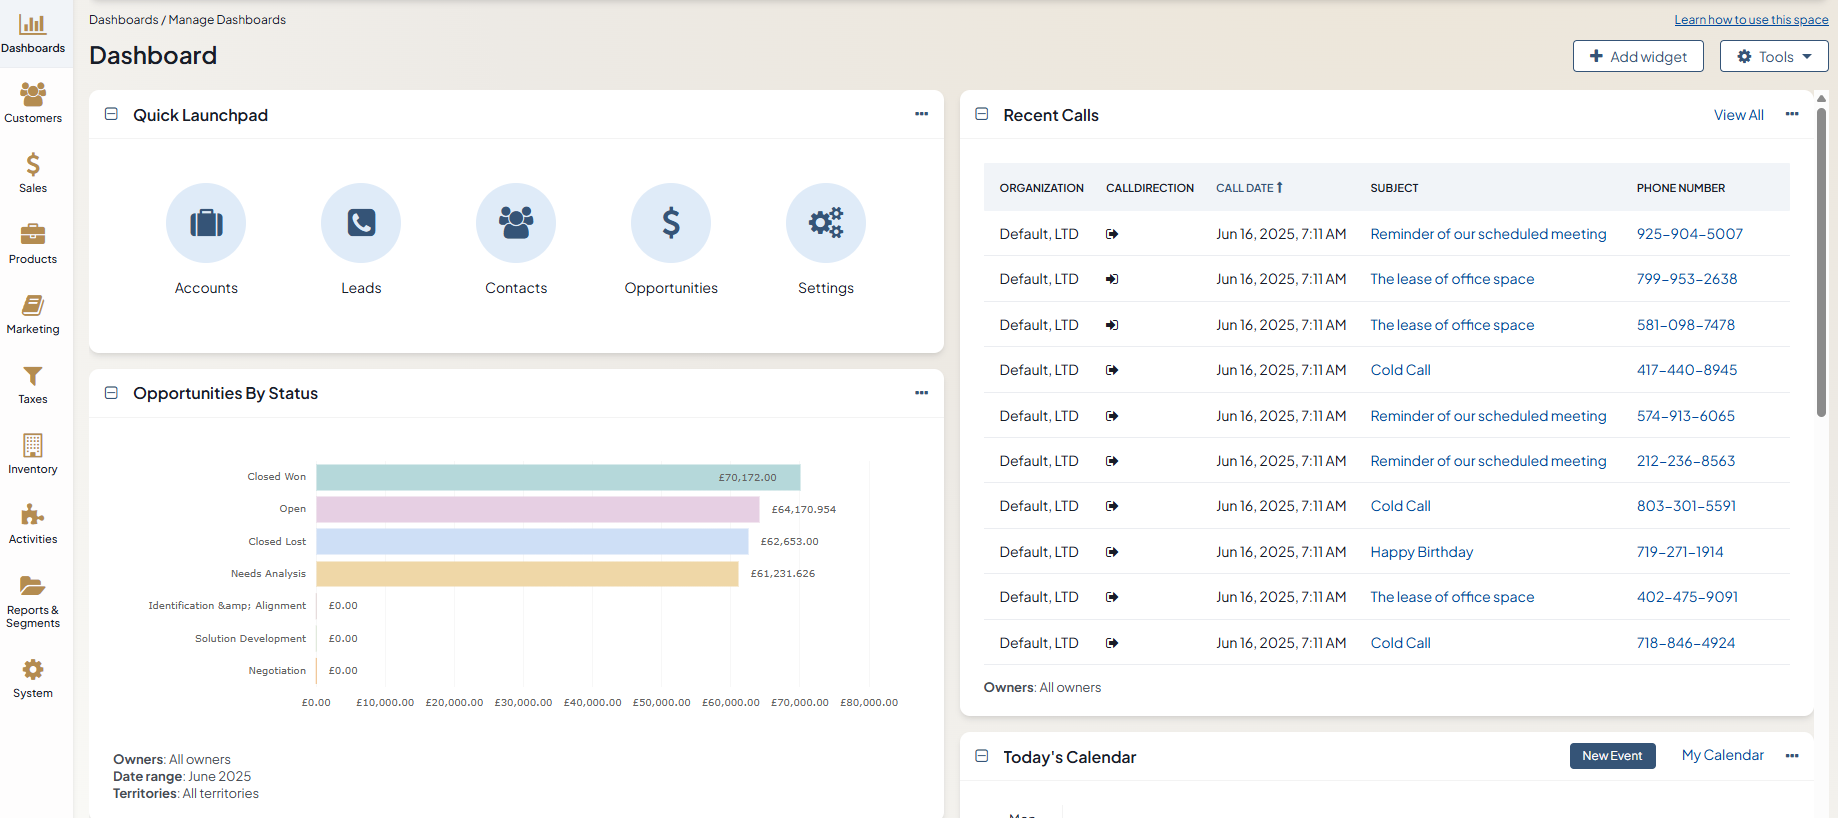 Dashboards / Manage Dashboards
Learn how to use this space
Dashboard
Add widget
Tools
Dashboards
Customers
Sales
Products
Marketing
Taxes
Inventory
Activities
Reports &
Segments
System
Quick Launchpad
Accounts
Leads
Contacts
Opportunities
Settings
Opportunities By Status
Closed Won £70,172.00
Open £64,170.954
Closed Lost £62,653.00
Needs Analysis £61,231.626
Identification &amp; Alignment £0.00
Solution Development £0.00
Negotiation £0.00
£0.00 £10,000.00 £20,000.00 £30,000.00 £40,000.00 £50,000.00 £60,000.00 £70,000.00 £80,000.00
Owners: All owners
Date range: June 2025
Territories: All territories
Recent Calls
View All
ORGANIZATION CALLDIRECTION CALL DATE SUBJECT PHONE NUMBER
Default, LTD Jun 16, 2025, 7:11 AM Reminder of our scheduled meeting 925-904-5007
Default, LTD Jun 16, 2025, 7:11 AM The lease of office space 799-953-2638
Default, LTD Jun 16, 2025, 7:11 AM The lease of office space 581-098-7478
Default, LTD Jun 16, 2025, 7:11 AM Cold Call 417-440-8945
Default, LTD Jun 16, 2025, 7:11 AM Reminder of our scheduled meeting 574-913-6065
Default, LTD Jun 16, 2025, 7:11 AM Reminder of our scheduled meeting 212-236-8563
Default, LTD Jun 16, 2025, 7:11 AM Cold Call 803-301-5591
Default, LTD Jun 16, 2025, 7:11 AM Happy Birthday 719-271-1914
Default, LTD Jun 16, 2025, 7:11 AM The lease of office space 402-475-9091
Default, LTD Jun 16, 2025, 7:11 AM Cold Call 718-846-4924
Owners: All owners
Today's Calendar
New Event
My Calendar